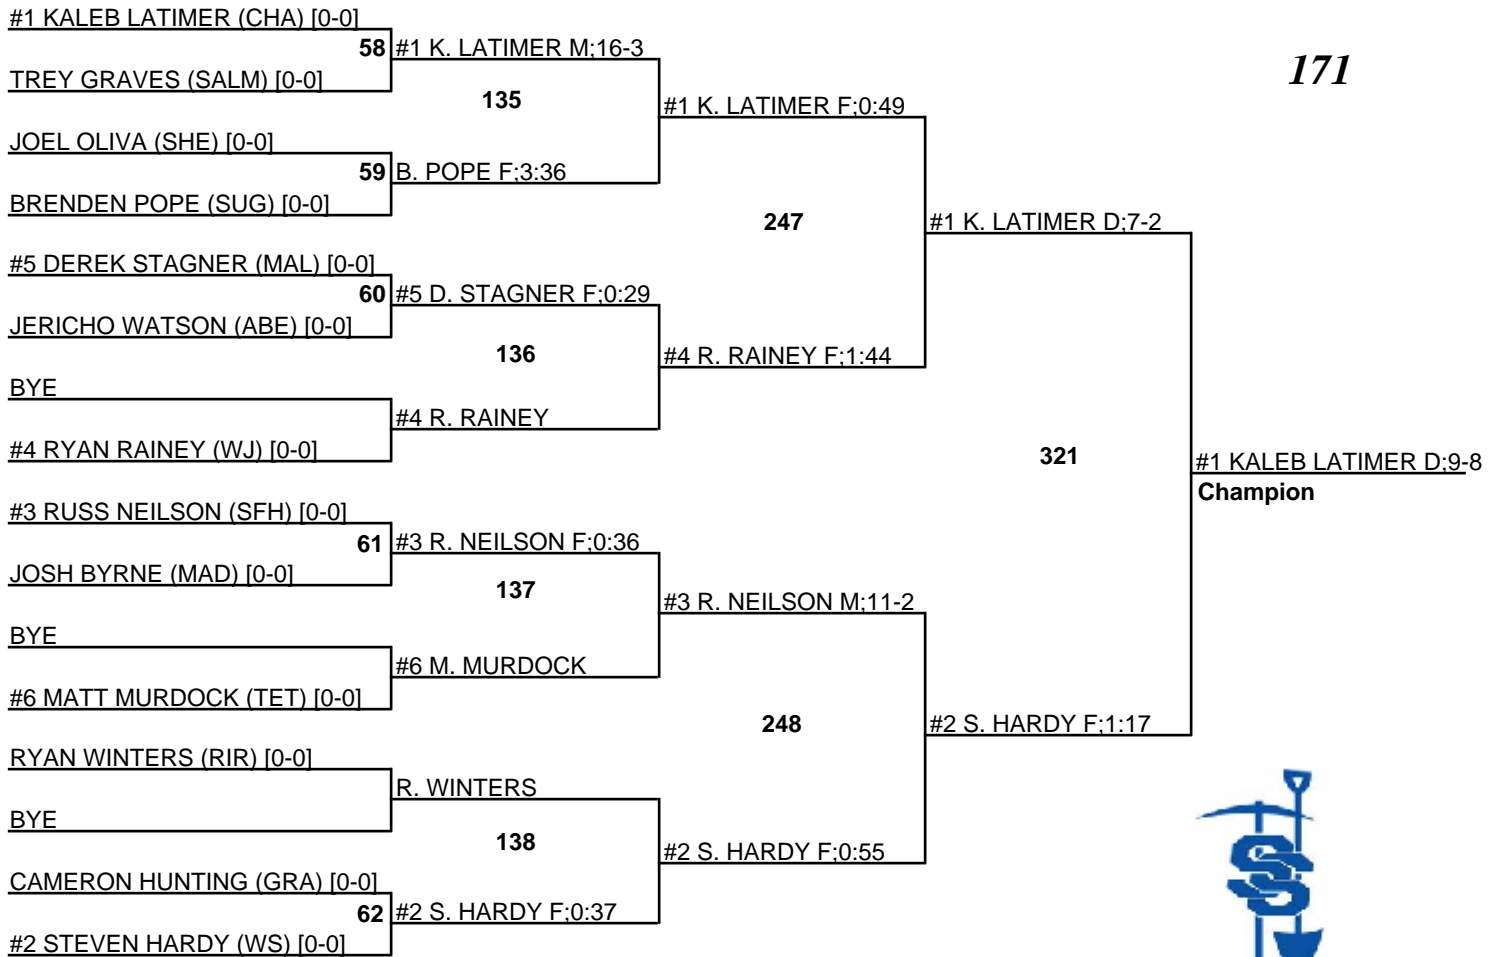 #1 KALEB LATIMER (CHA) [0-0]
58
#1 K. LATIMER M;16-3
171
TREY GRAVES (SALM) [0-0]
135
#1 K. LATIMER F;0:49
JOEL OLIVA (SHE) [0-0]
59
B. POPE F;3:36
BRENDEN POPE (SUG) [0-0]
247
#1 K. LATIMER D;7-2
#5 DEREK STAGNER (MAL) [0-0]
60
#5 D. STAGNER F;0:29
JERICHO WATSON (ABE) [0-0]
136
#4 R. RAINEY F;1:44
BYE
#4 R. RAINEY
#4 RYAN RAINEY (WJ) [0-0]
321
#1 KALEB LATIMER D;9-8
Champion
#3 RUSS NEILSON (SFH) [0-0]
61
#3 R. NEILSON F;0:36
JOSH BYRNE (MAD) [0-0]
137
#3 R. NEILSON M;11-2
BYE
#6 M. MURDOCK
#6 MATT MURDOCK (TET) [0-0]
248
#2 S. HARDY F;1:17
RYAN WINTERS (RIR) [0-0]
R. WINTERS
BYE
138
#2 S. HARDY F;0:55
CAMERON HUNTING (GRA) [0-0]
62
#2 S. HARDY F;0:37
#2 STEVEN HARDY (WS) [0-0]
SS